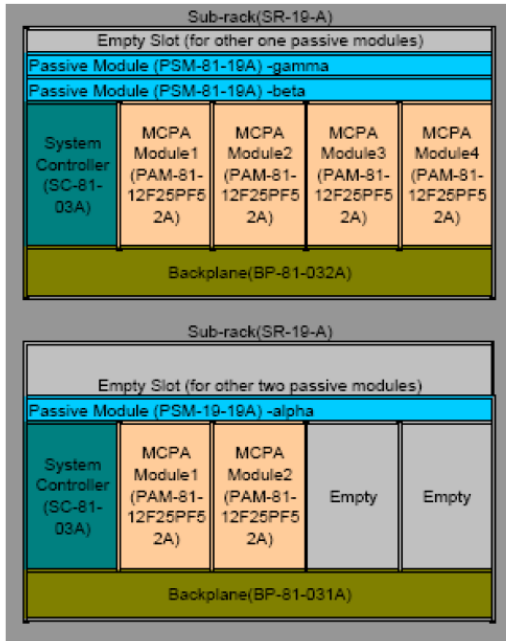 Sub-rack(SR-19-A)
Empty Slot (for other one passive modules)
Passive Module (PSM-81-19A) -gamma
Passive Module (PSM-81-19A) -beta
System
Controller
(SC-81-
03A)
MCPA
Module1
(PAM-81-
12F25PF5
2A)
MCPA
Module2
(PAM-81-
12F25PF5
2A)
MCPA
Module3
(PAM-81-
12F25PF5
2A)
MCPA
Module4
(PAM-81-
12F25PF5
2A)
Backplane(BP-81-032A)
Sub-rack(SR-19-A)
Empty Slot (for other two passive modules)
Passive Module (PSM-19-19A) -alpha
System
Controller
(SC-81-
03A)
MCPA
Module1
(PAM-81-
12F25PF5
2A)
MCPA
Module2
(PAM-81-
12F25PF5
2A)
Empty
Empty
Backplane(BP-81-031A)